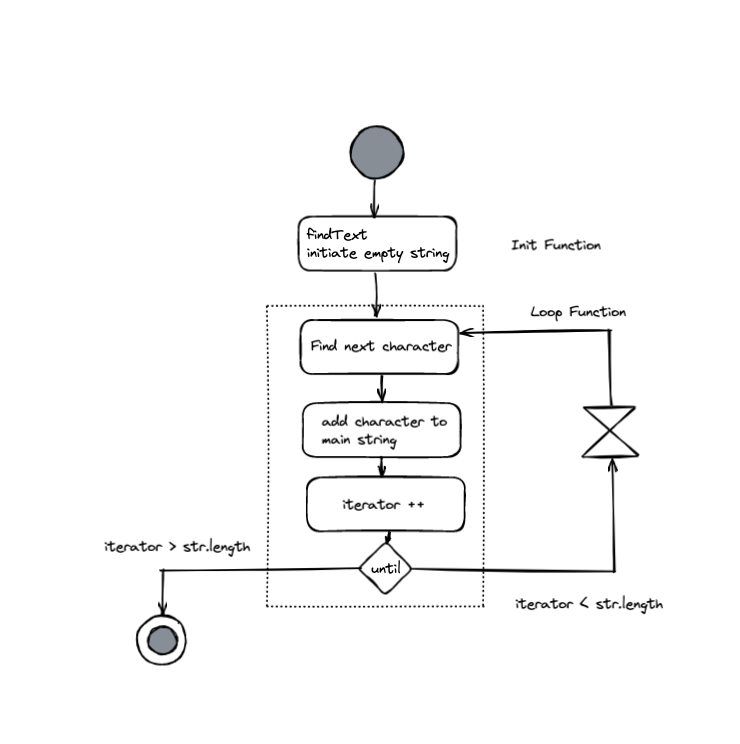 findText
initiate empty string
Init Function
Loop Function
Find next character
add character to
main string
iterator ++
iterator > str.length
until
iterator < str.length